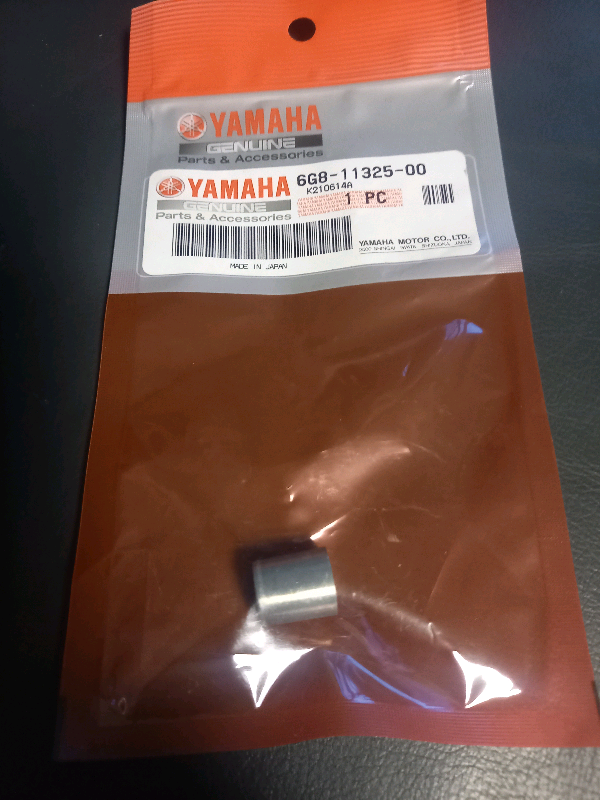 YAMAHA
GENUINE
Parts & Accessories
YAMAHA 6G8-11325-00
K210614A
GENUINE 1 PC
Parts & Accessories
YAMAHA MOTOR CO.,LTD.
MADE IN JAPAN